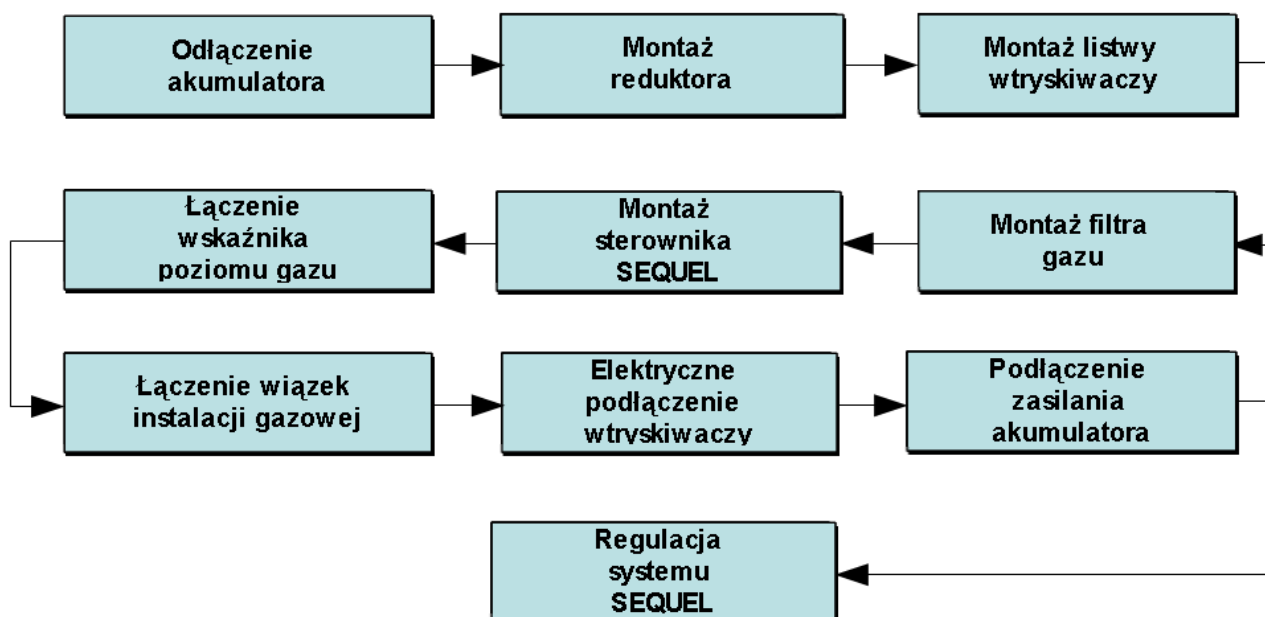 Odłączenie
akumulatora
Montaż
reduktora
Montaż listwy
wtryskiwaczy
Montaż filtra
gazu
Montaż
sterownika
SEQUEL
Łączenie
wskaźnika
poziomu gazu
Łączenie wiązek
instalacji gazowej
Elektryczne
podłączenie
wtryskiwaczy
Podłączenie
zasilania
akumulatora
Regulacja
systemu
SEQUEL